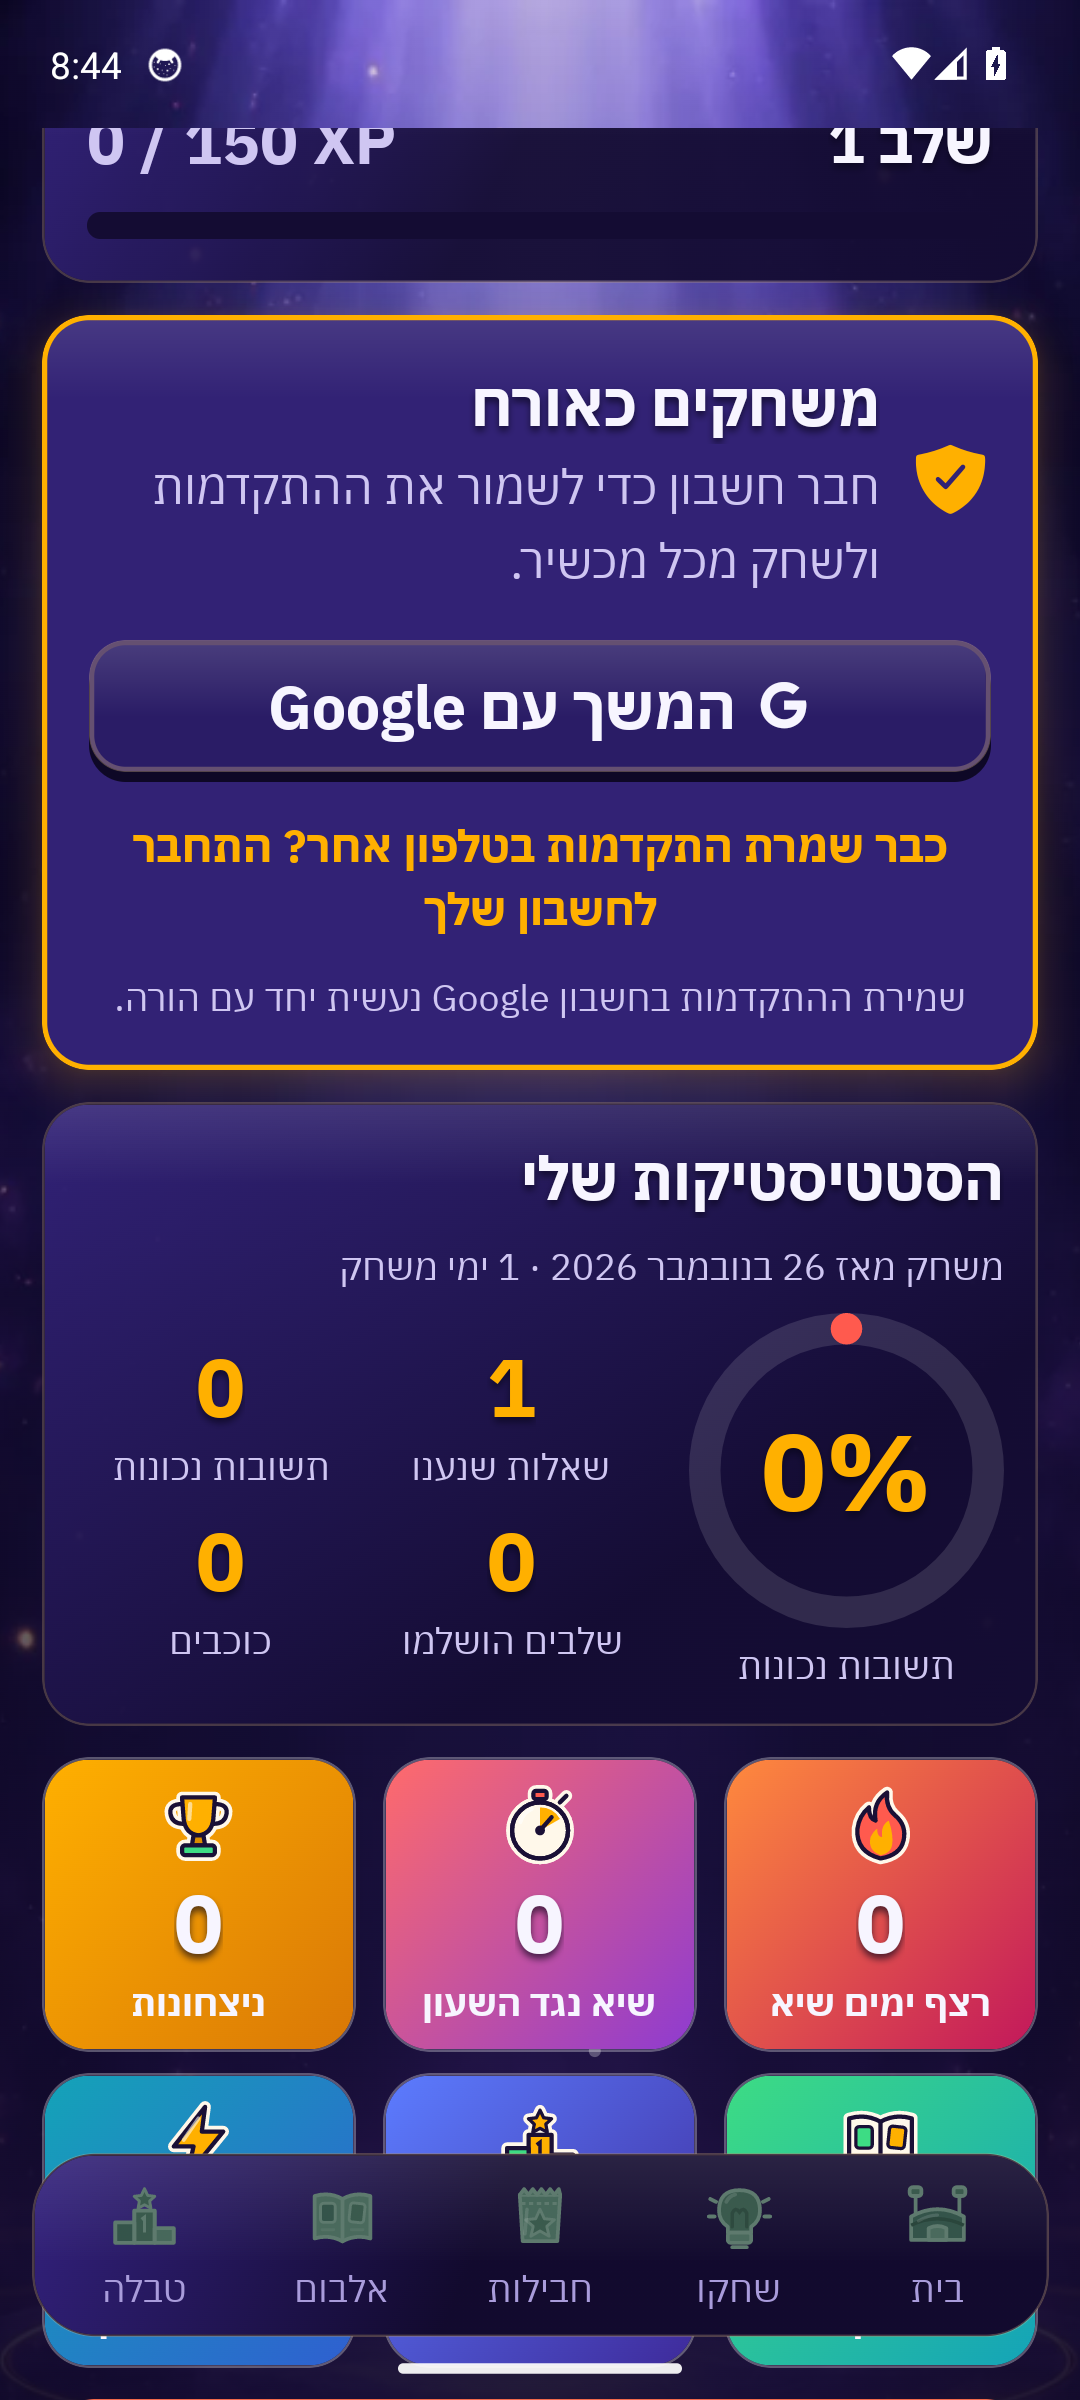 8:44
שלב 1
0 / 150 XP
משחקים כאורח
חבר חשבון כדי לשמור את ההתקדמות
ולשחק מכל מכשיר.
המשך עם Google
כבר שמרת התקדמות בטלפון אחר? התחבר
לחשבון שלך
שמירת ההתקדמות בחשבון Google נעשית יחד עם הורה.
הסטטיסטיקות שלי
משחק מאז 26 בנובמבר 2026 · 1 ימי משחק
0%
תשובות נכונות
1
שאלות שנענו
0
תשובות נכונות
0
שלבים הושלמו
0
כוכבים
0
רצף ימים שיא
0
שיא נגד השעון
0
ניצחונות
בית
שחקו
חבילות
אלבום
טבלה